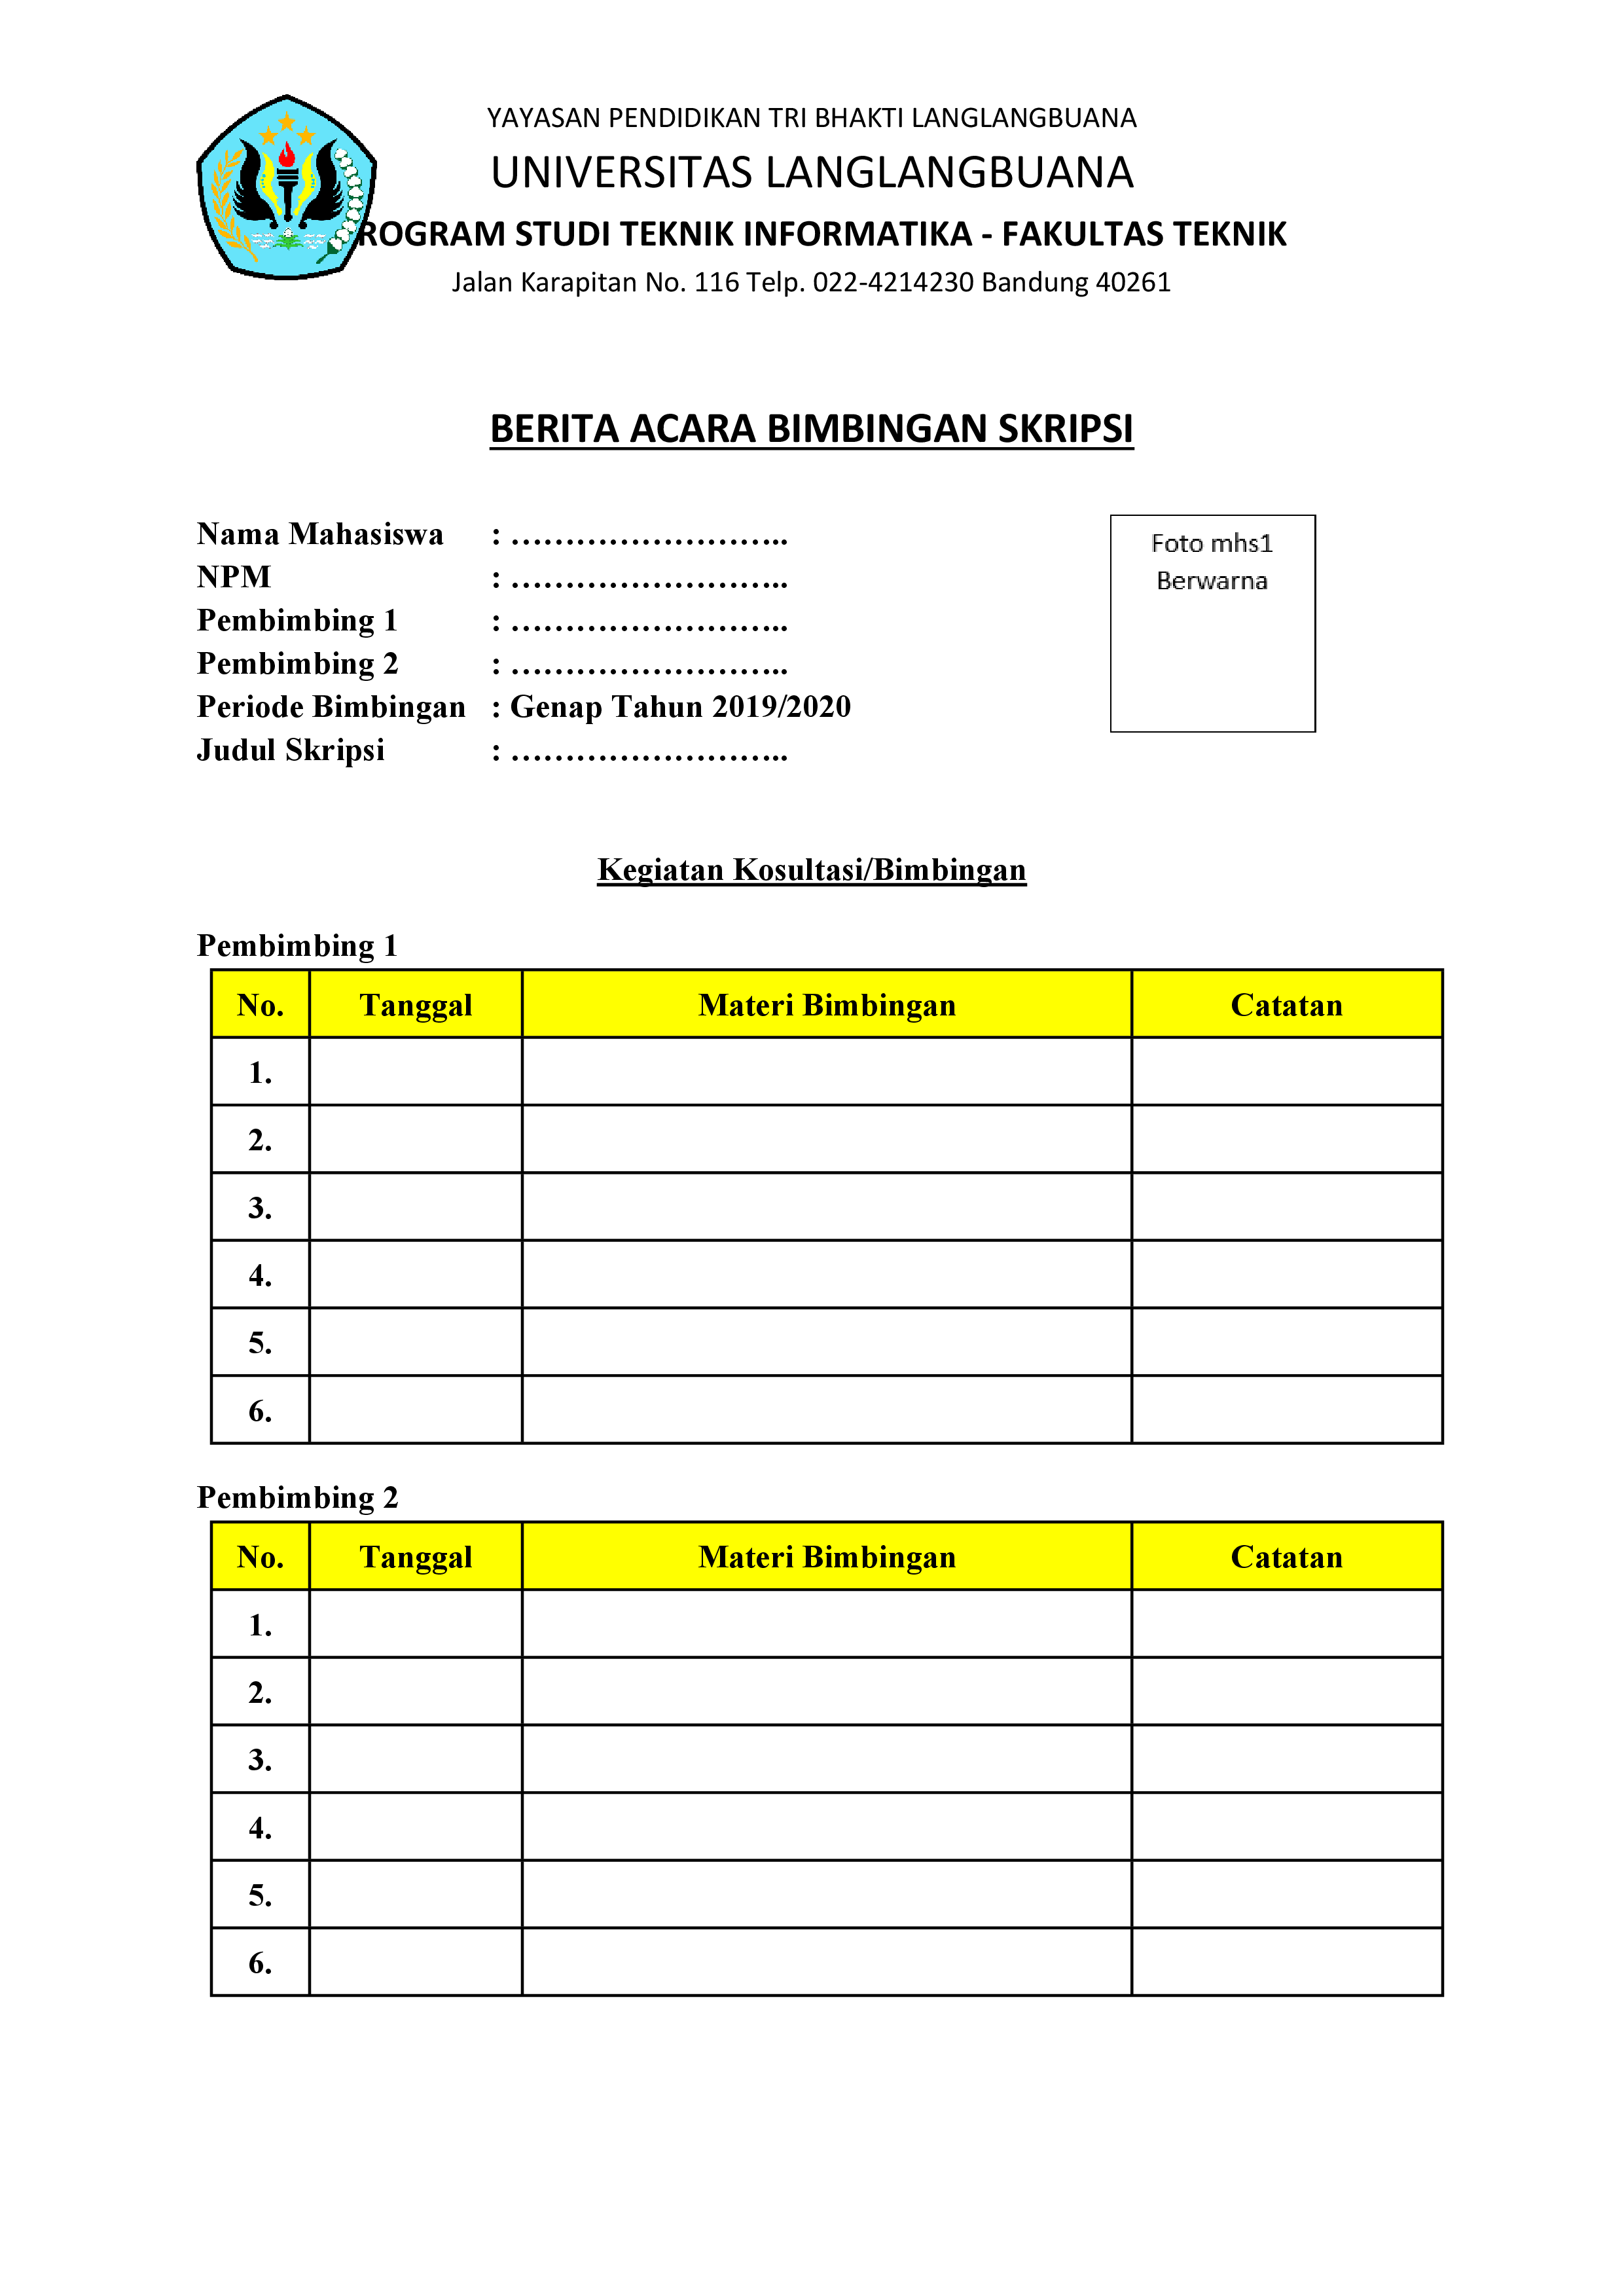 YAYASAN PENDIDIKAN TRI BHAKTI LANGLANGBUANA
UNIVERSITAS LANGLANGBUANA
ROGRAM STUDI TEKNIK INFORMATIKA - FAKULTAS TEKNIK
Jalan Karapitan No. 116 Telp. 022-4214230 Bandung 40261
BERITA ACARA BIMBINGAN SKRIPSI
Nama Mahasiswa : ……………………..
NPM : ……………………..
Pembimbing 1 : ……………………..
Pembimbing 2 : ……………………..
Periode Bimbingan : Genap Tahun 2019/2020
Judul Skripsi : ……………………..
Foto mhs1
Berwarna
Kegiatan Kosultasi/Bimbingan
Pembimbing 1
No. Tanggal Materi Bimbingan Catatan
1.
2.
3.
4.
5.
6.
Pembimbing 2
No. Tanggal Materi Bimbingan Catatan
1.
2.
3.
4.
5.
6.